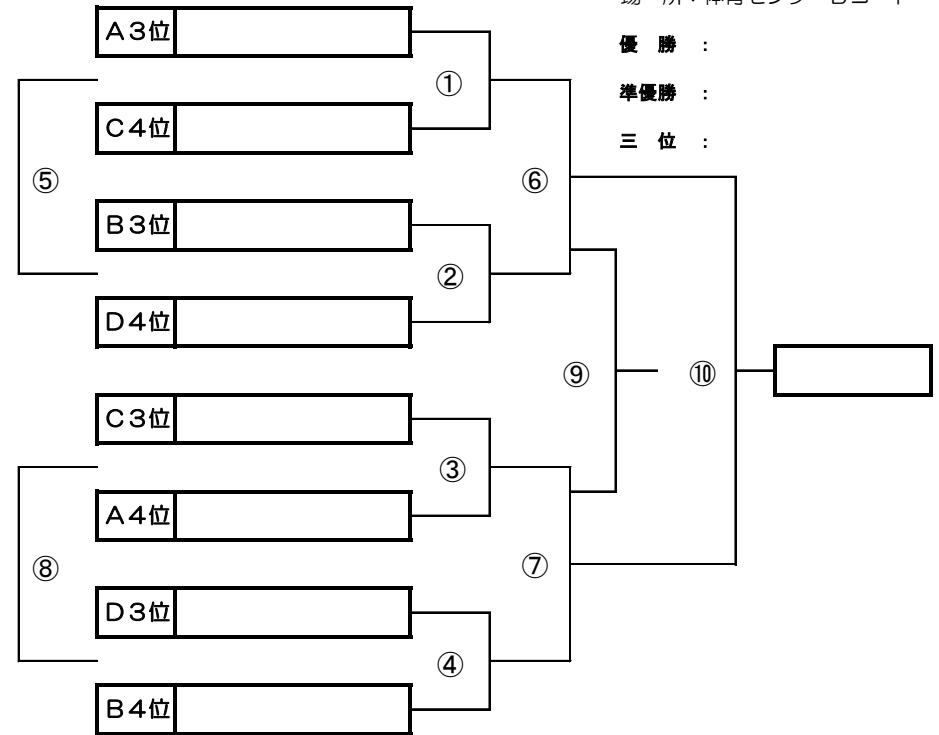 A3位
優 勝 :
①
準優勝 :
C4位
三 位 :
⑤
⑥
B3位
②
D4位
⑨
⑩
C3位
③
A4位
⑧
⑦
D3位
④
B4位